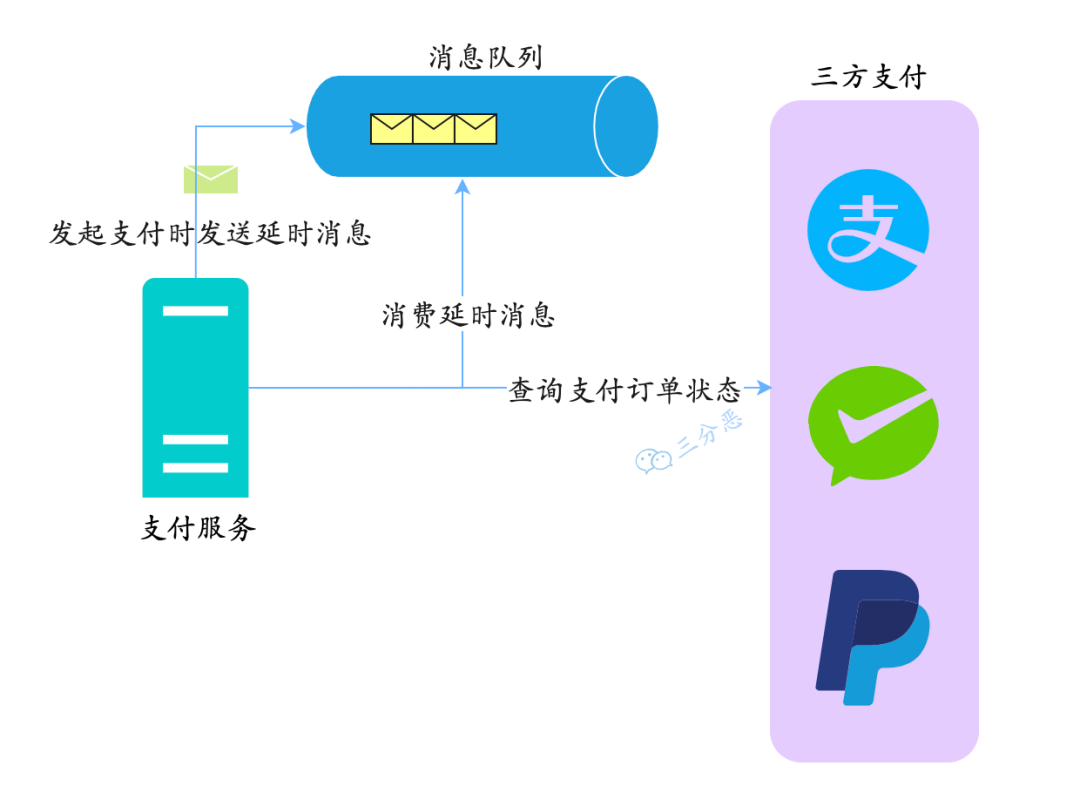 消息队列
三方支付
支
发起支付时发送延时消息
消费延时消息
查询支付订单状态
三分恶
支付服务